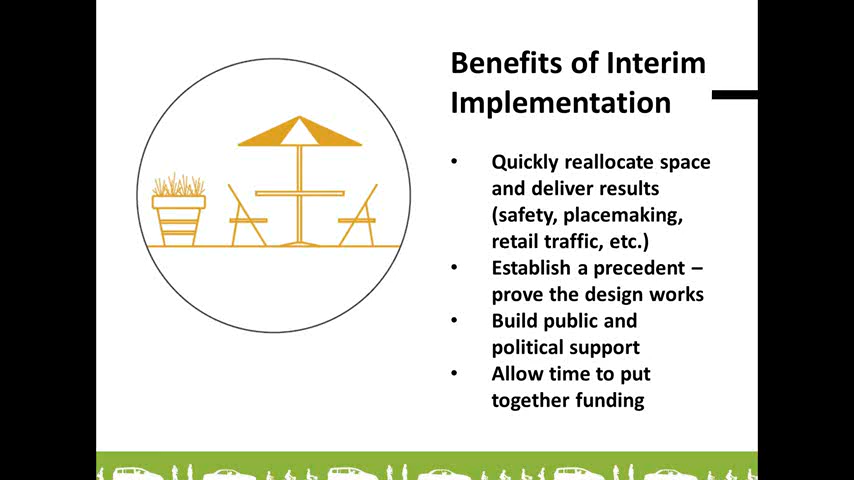 Benefits of Interim
Implementation
• Quickly reallocate space
and deliver results
(safety, placemaking,
retail traffic, etc.)
• Establish a precedent –
prove the design works
• Build public and
political support
• Allow time to put
together funding